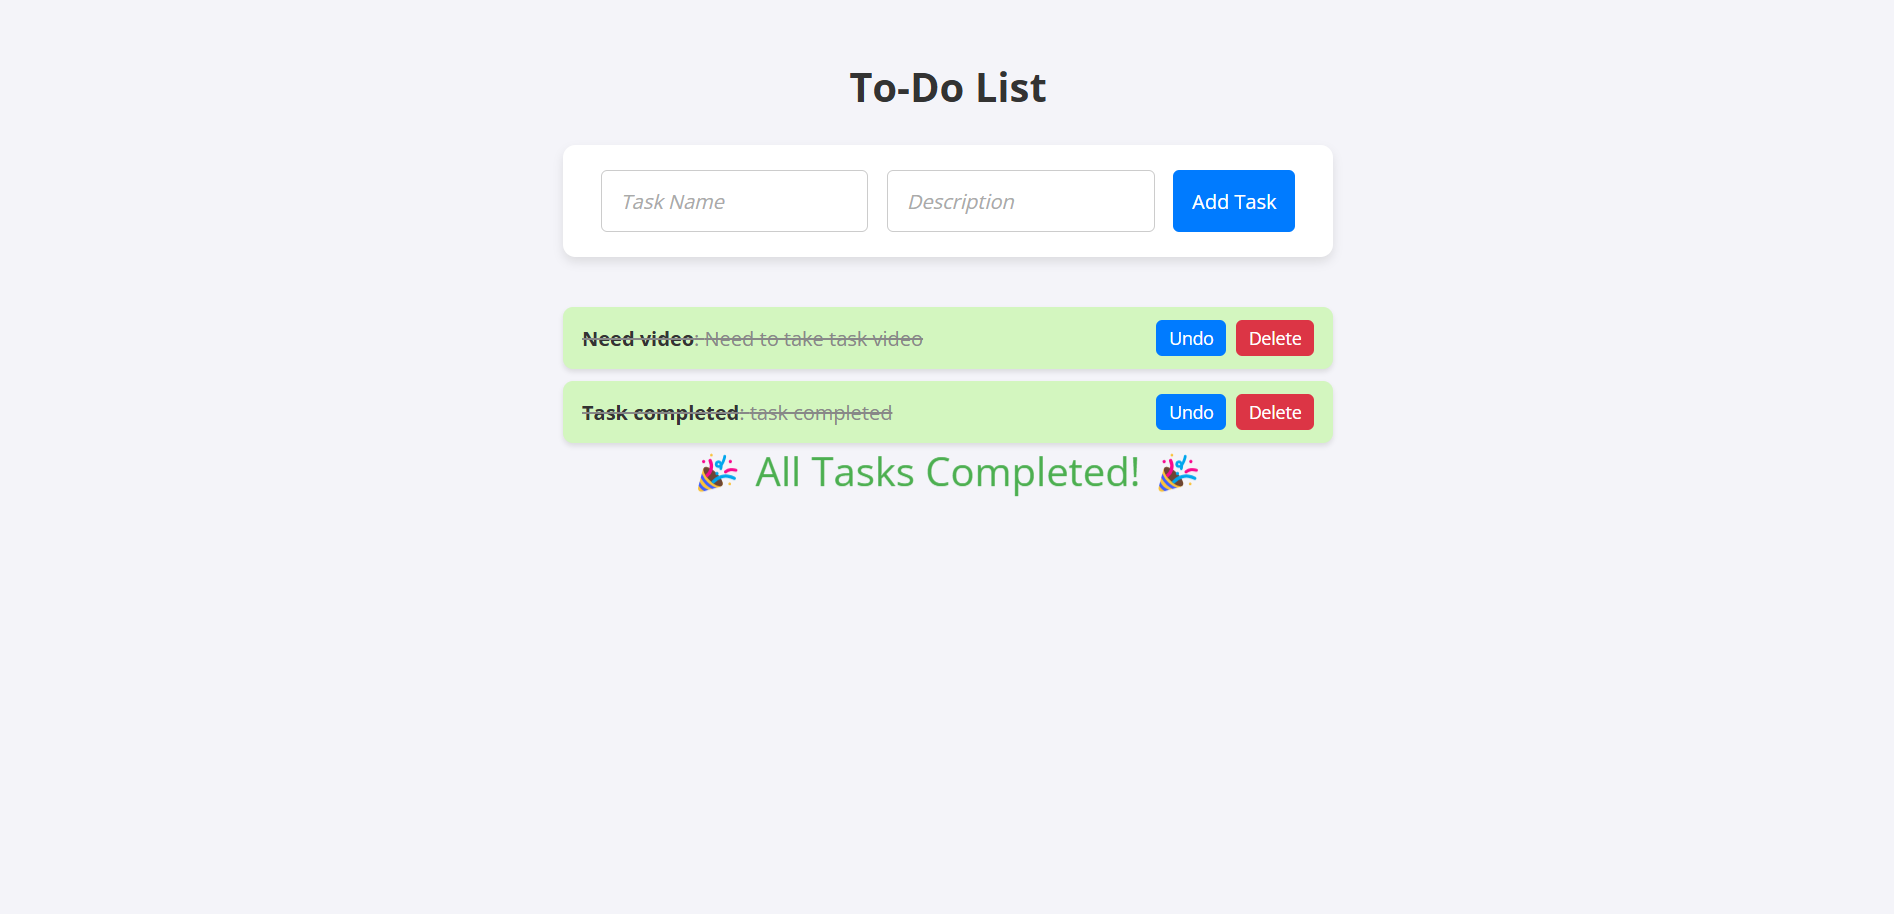 To-Do List
Task Name Description Add Task
Need video: Need to take task video Undo Delete
Task completed: task completed Undo Delete
🎉 All Tasks Completed! 🎉